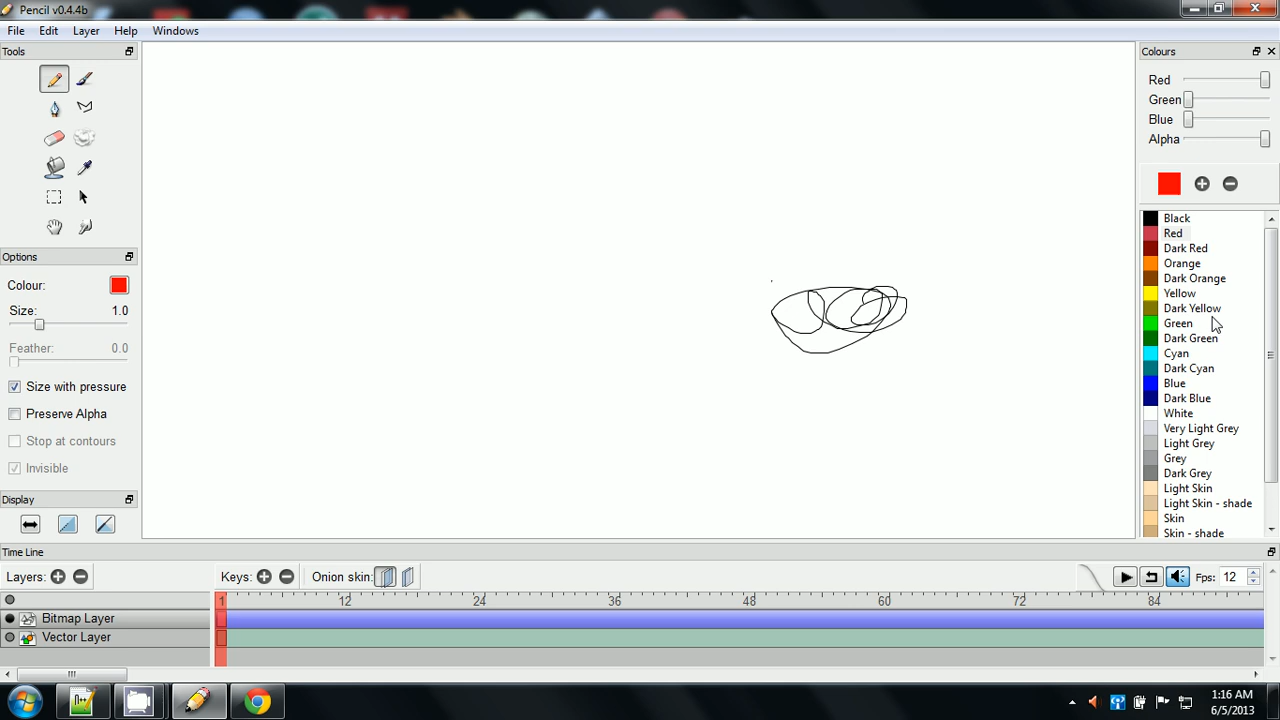 Pencil v0.4.4b
File Edit Layer Help Windows
Tools
Options
Colour:
Size: 1.0
Feather: 0.0
Size with pressure
Preserve Alpha
Stop at contours
Invisible
Display
Colours
Red
Green
Blue
Alpha
Black
Red
Dark Red
Orange
Dark Orange
Yellow
Dark Yellow
Green
Dark Green
Cyan
Dark Cyan
Blue
Dark Blue
White
Very Light Grey
Light Grey
Grey
Dark Grey
Light Skin
Light Skin - shade
Skin
Skin - shade
Time Line
Layers: Keys: Onion skin: Fps: 12
1 12 24 36 48 60 72 84
Bitmap Layer
Vector Layer
1:16 AM
6/5/2013